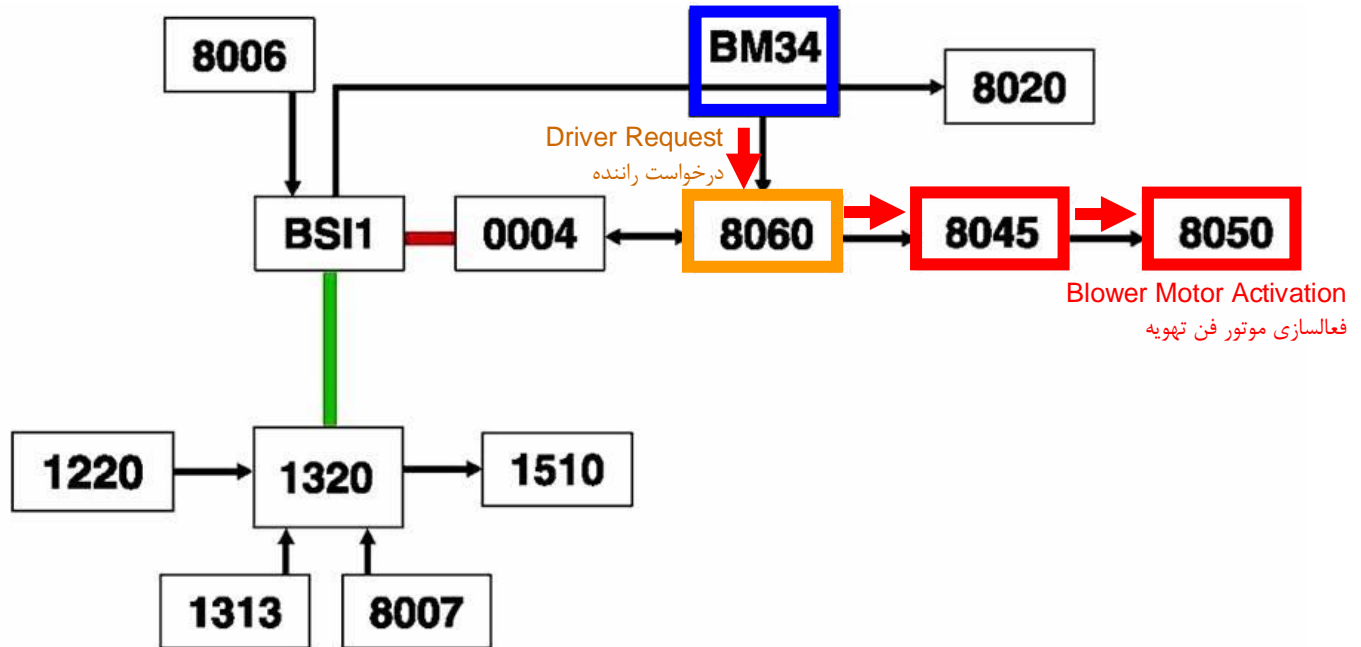 BM34
8006
8020
Driver Request
درخواست راننده
BSI1
0004
8060
8045
8050
Blower Motor Activation
فعالسازی موتور فن تهویه
1220
1320
1510
1313
8007